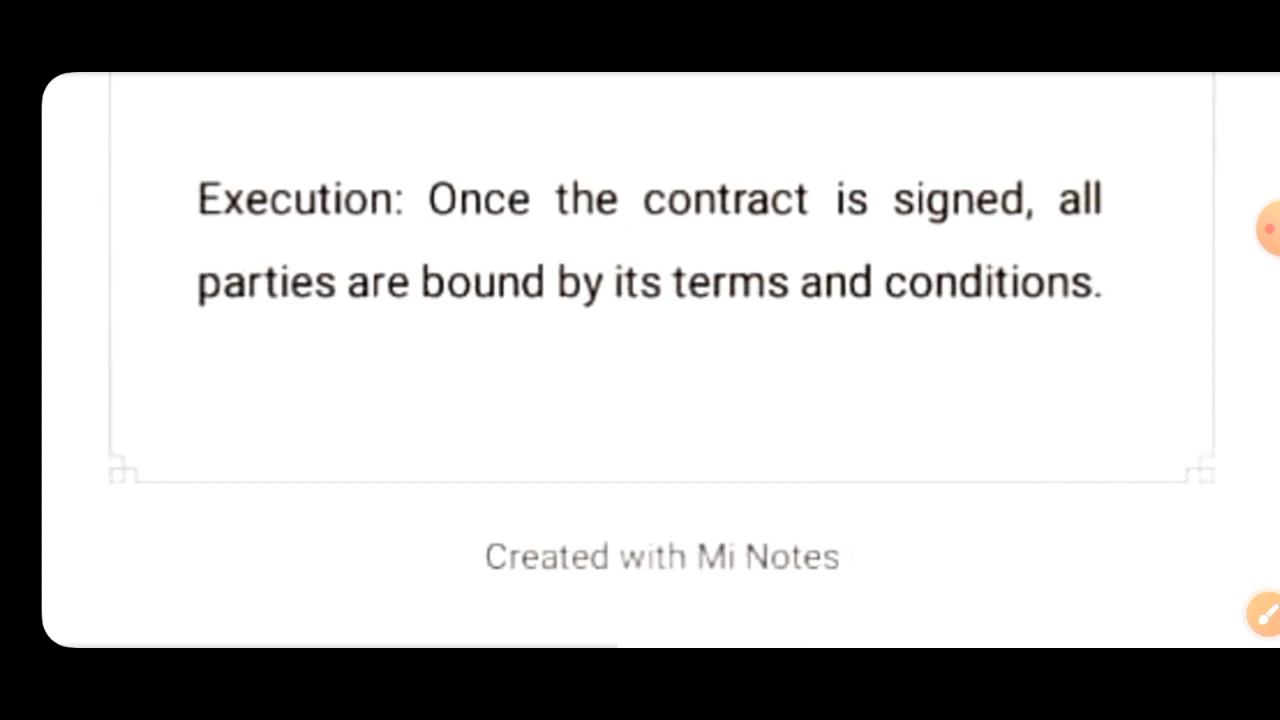 Execution: Once the contract is signed, all
parties are bound by its terms and conditions.
Created with Mi Notes